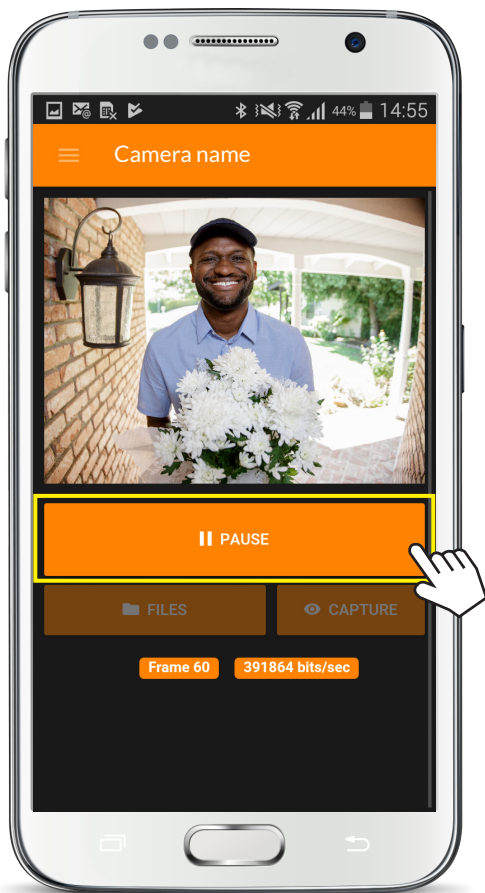 44% 14:55
Camera name
PAUSE
FILES CAPTURE
Frame 60 391864 bits/sec